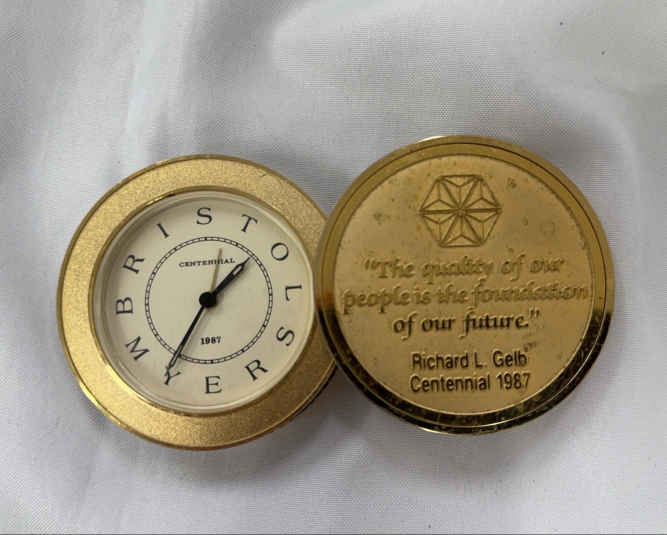 BRISTOL MYERS
CENTENNIAL
1987
"The quality of our
people is the foundation
of our future."
Richard L. Gelb
Centennial 1987